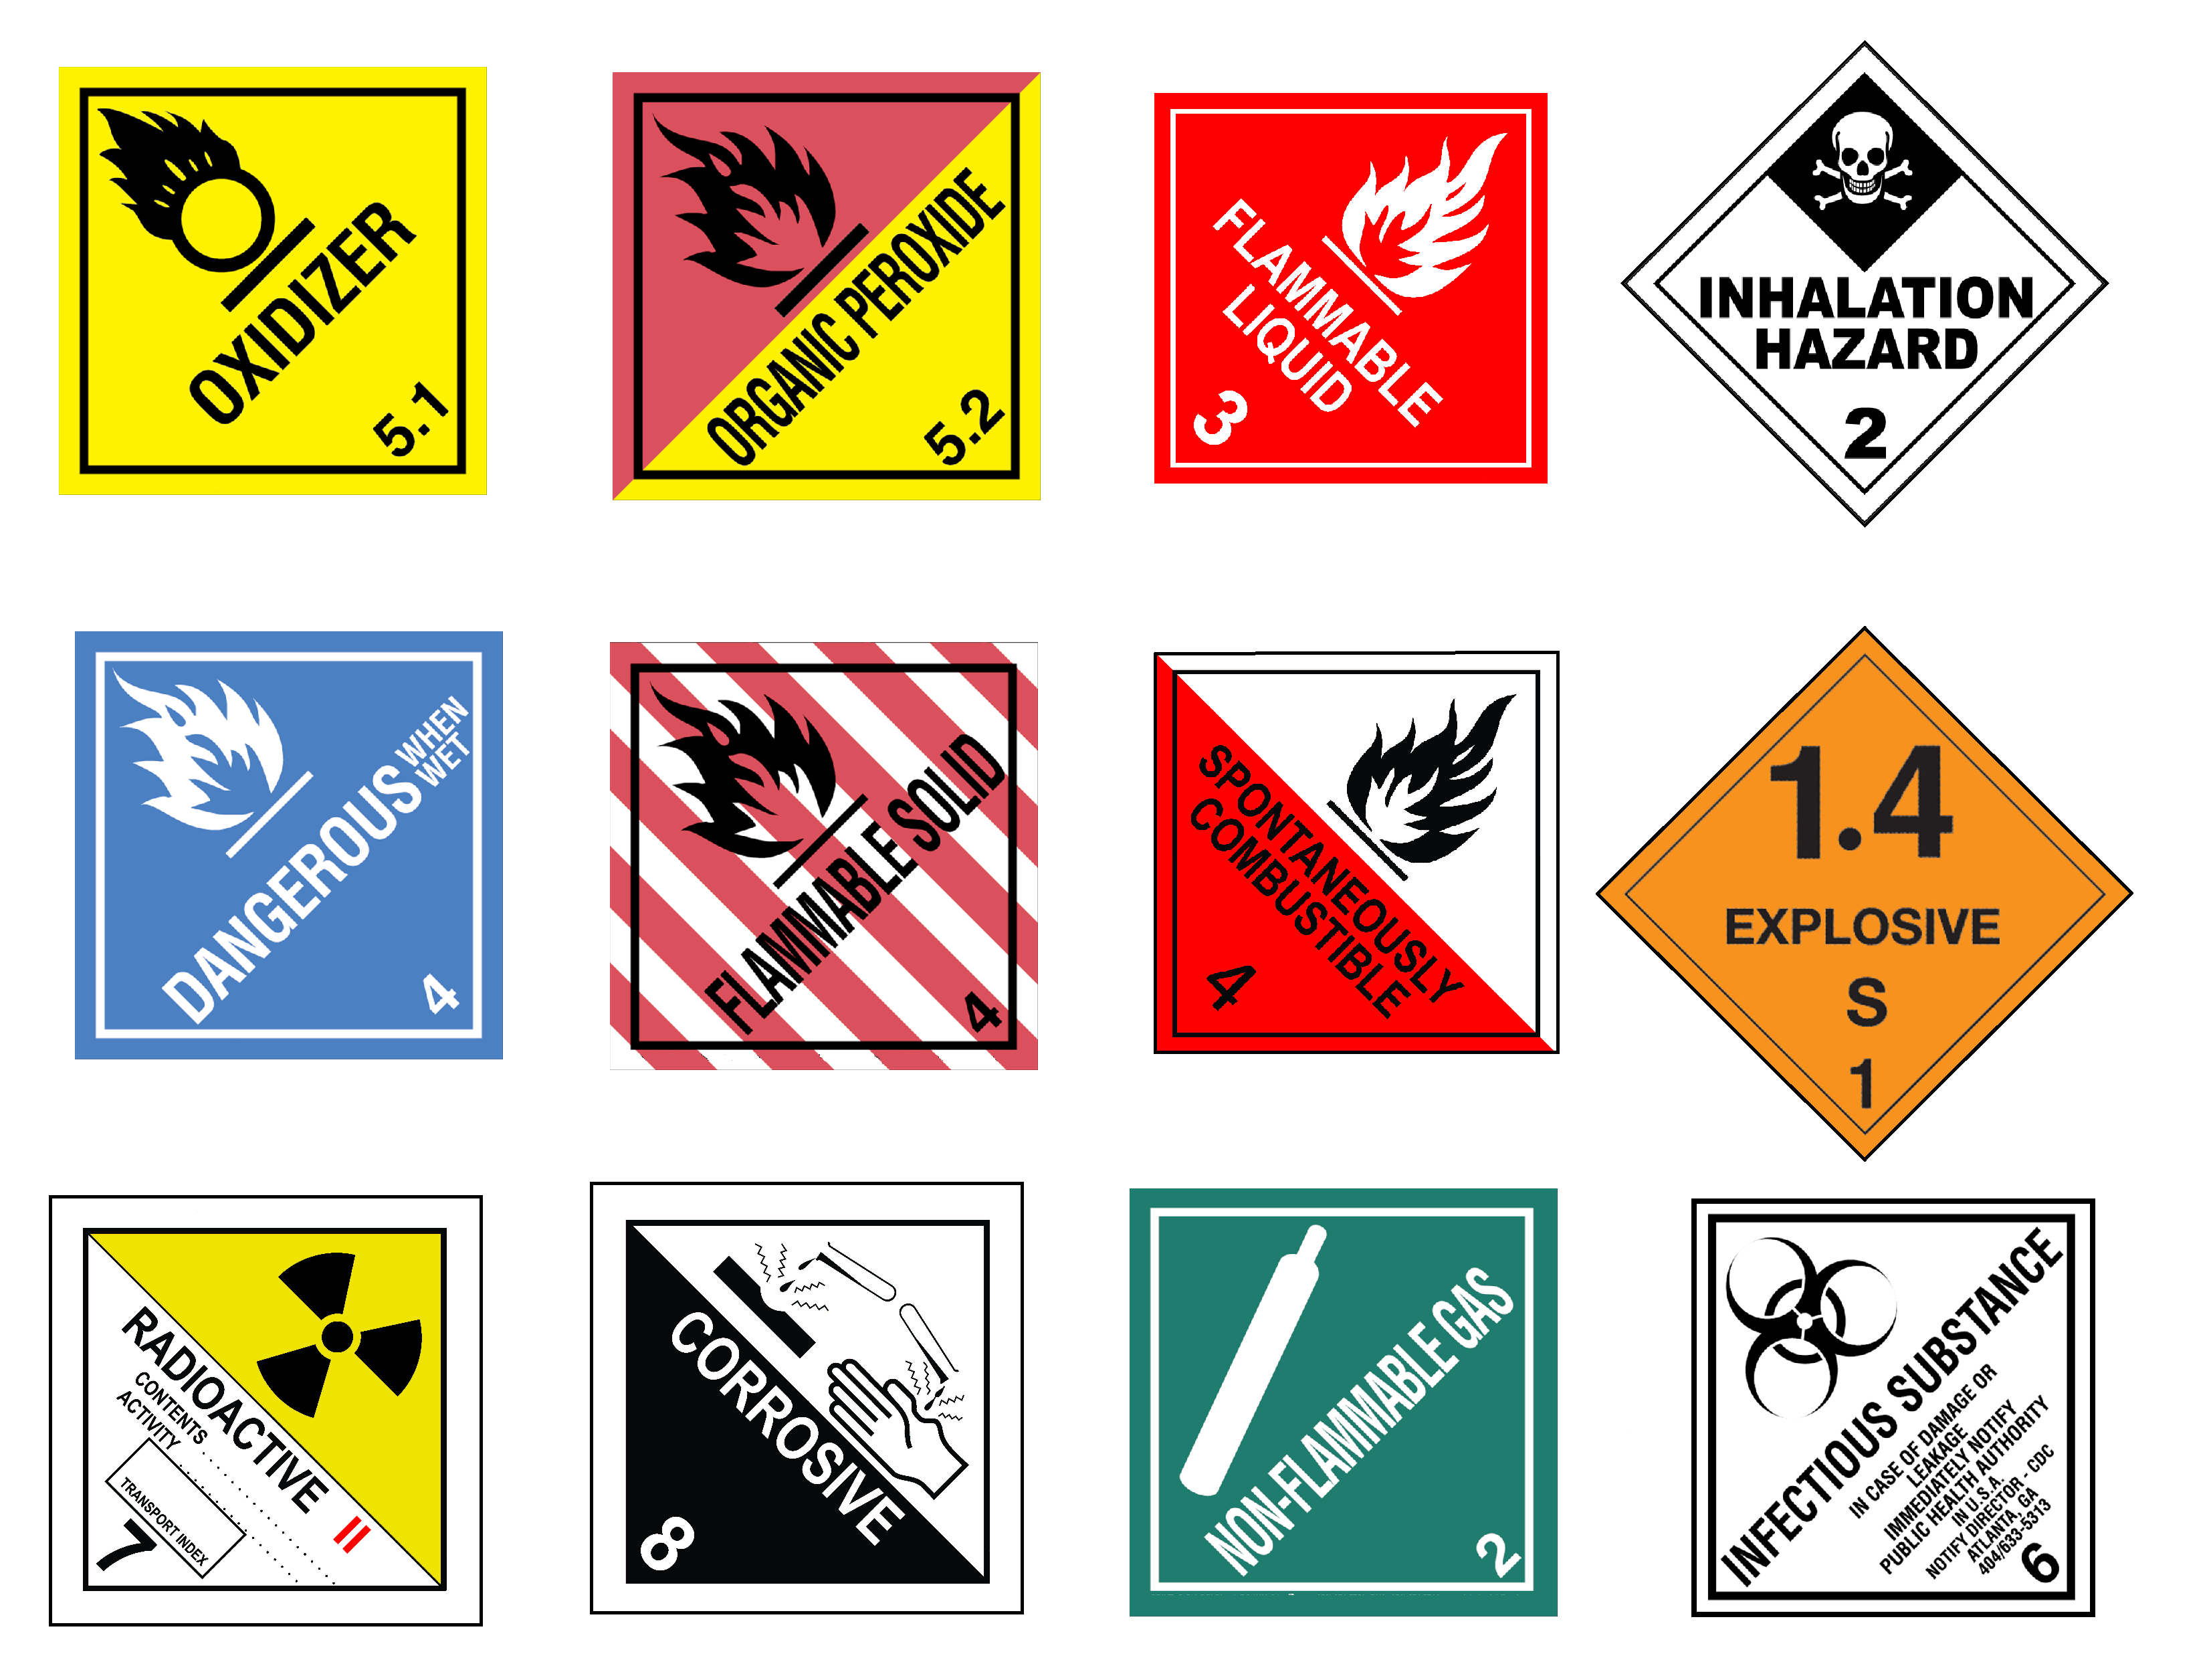 OXIDIZER
5.1
ORGANIC PEROXIDE
5.2
FLAMMABLE
LIQUID
3
INHALATION
HAZARD
2
DANGEROUS WHEN
WET
4
FLAMMABLE SOLID
4
SPONTANEOUSLY
COMBUSTIBLE
4
1.4
EXPLOSIVE
S
1
RADIOACTIVE II
CONTENTS
ACTIVITY
TRANSPORT INDEX
7
CORROSIVE
8
NON-FLAMMABLE GAS
2
INFECTIOUS SUBSTANCE
IN CASE OF DAMAGE OR
LEAKAGE
IMMEDIATELY NOTIFY
PUBLIC HEALTH AUTHORITY
IN U.S.A.
NOTIFY DIRECTOR - CDC
ATLANTA, GA
404/633-5313
6